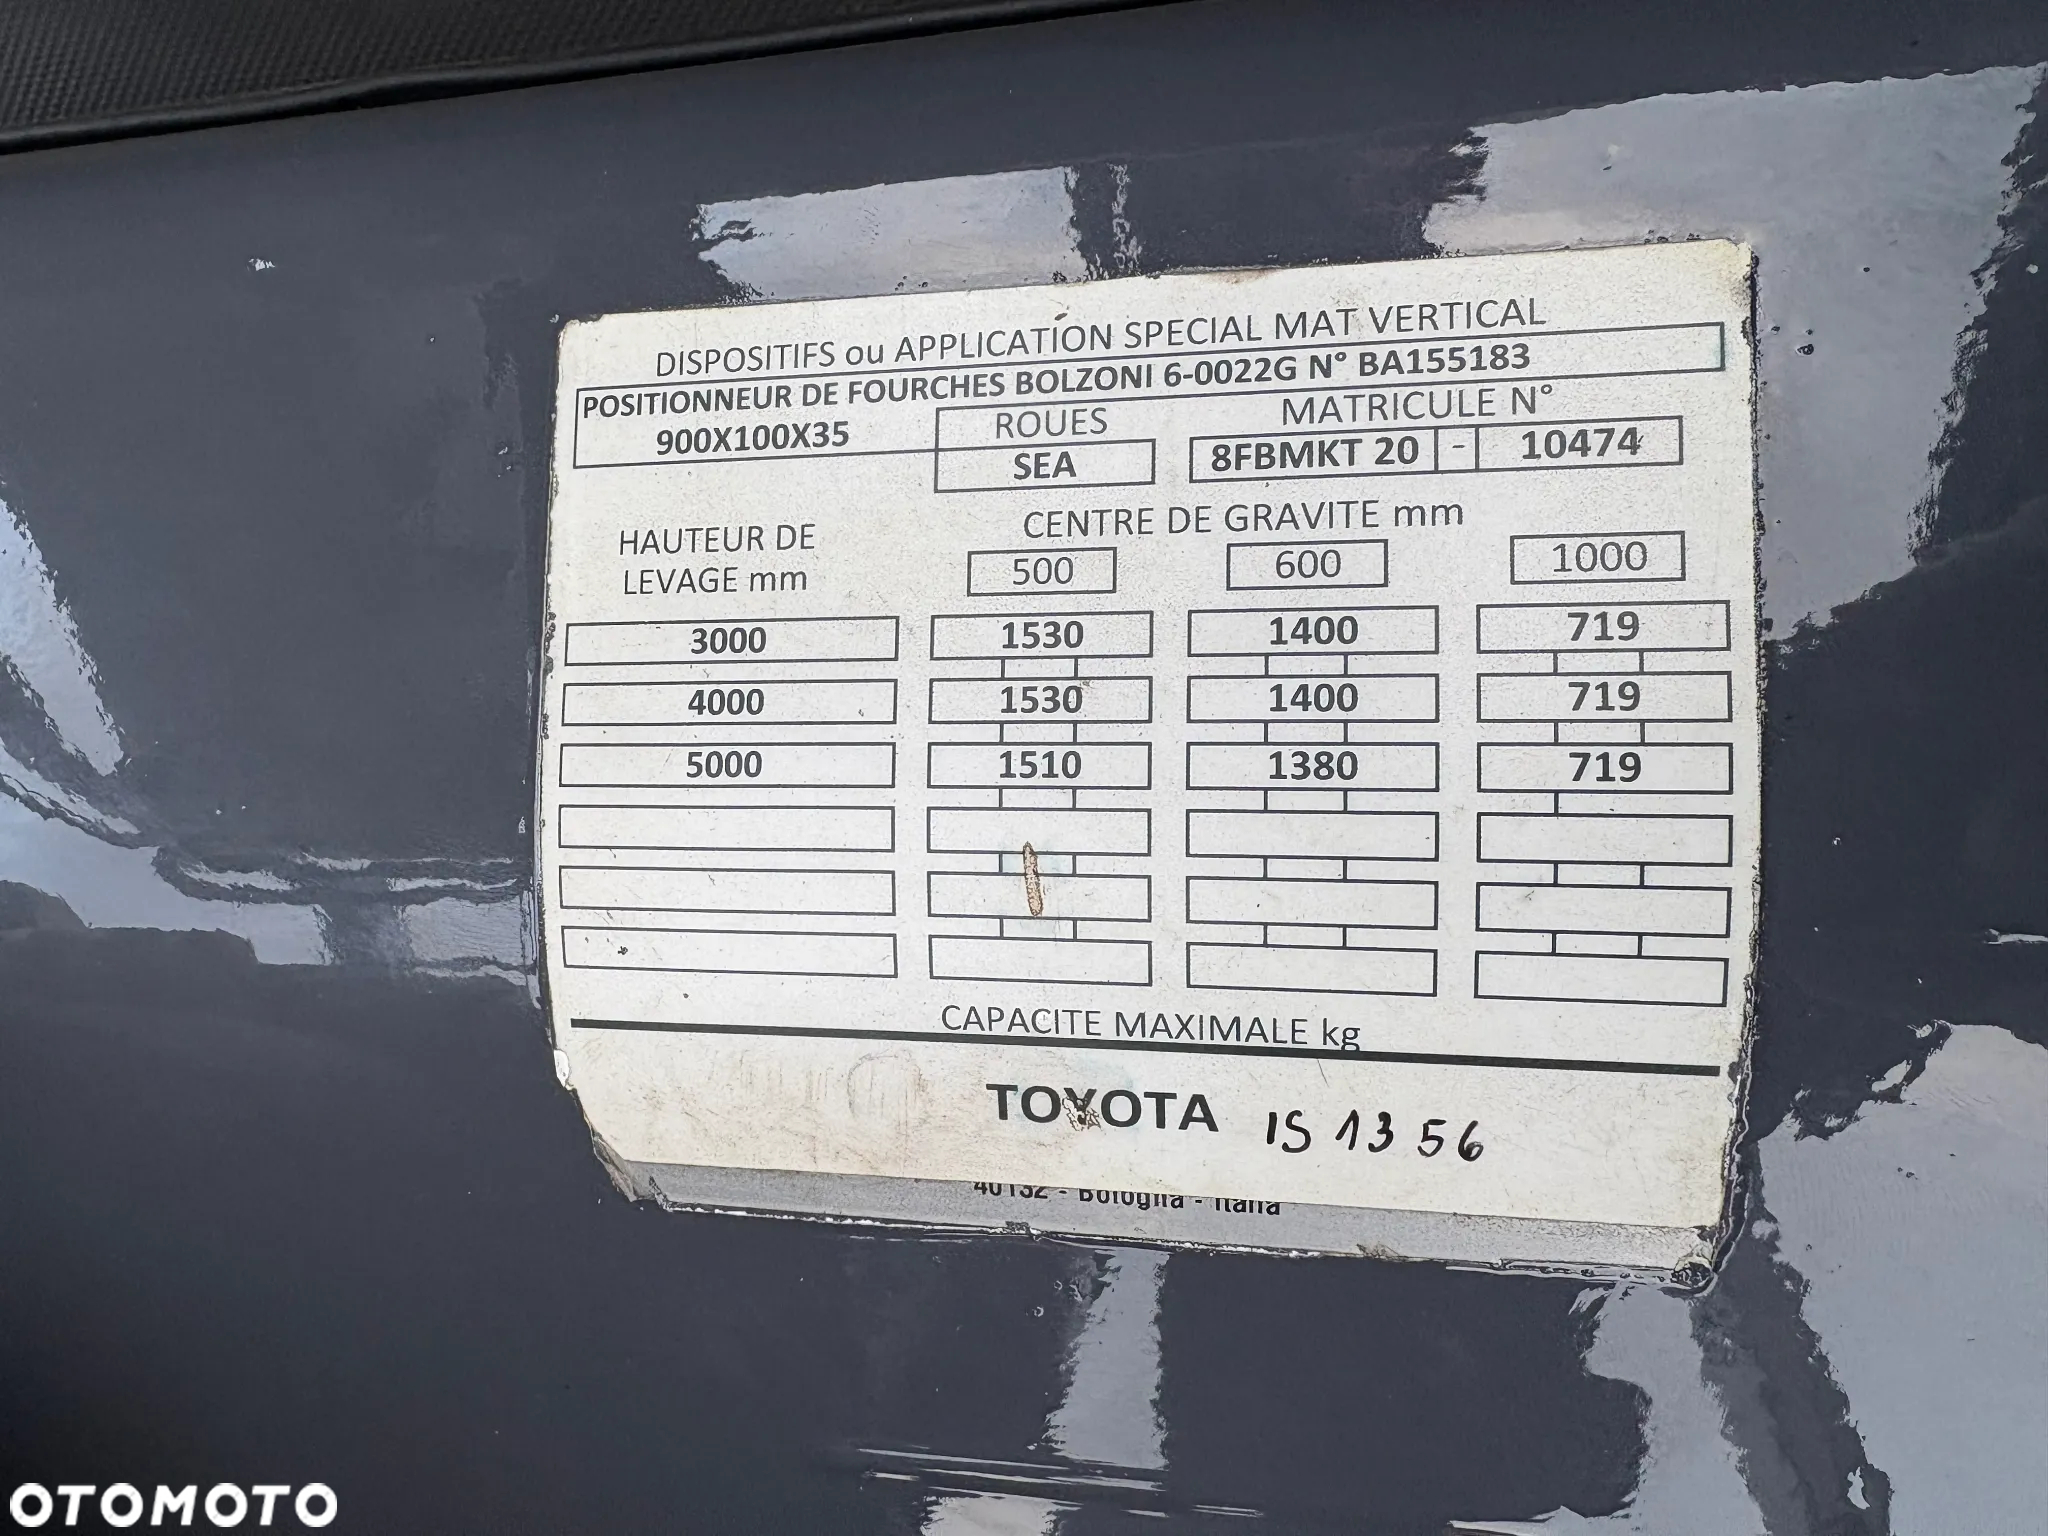 DISPOSITIFS ou APPLICATION SPECIAL MAT VERTICAL
POSITIONNEUR DE FOURCHES BOLZONI 6-0022G N° BA155183
900X100X35
ROUES
SEA
MATRICULE N°
8FBMKT 20 - 10474
HAUTEUR DE
LEVAGE mm
CENTRE DE GRAVITE mm
500 600 1000
3000 1530 1400 719
4000 1530 1400 719
5000 1510 1380 719
CAPACITE MAXIMALE kg
TOYOTA IS 1356
40132 - Bologna - Italia
OTOMOTO